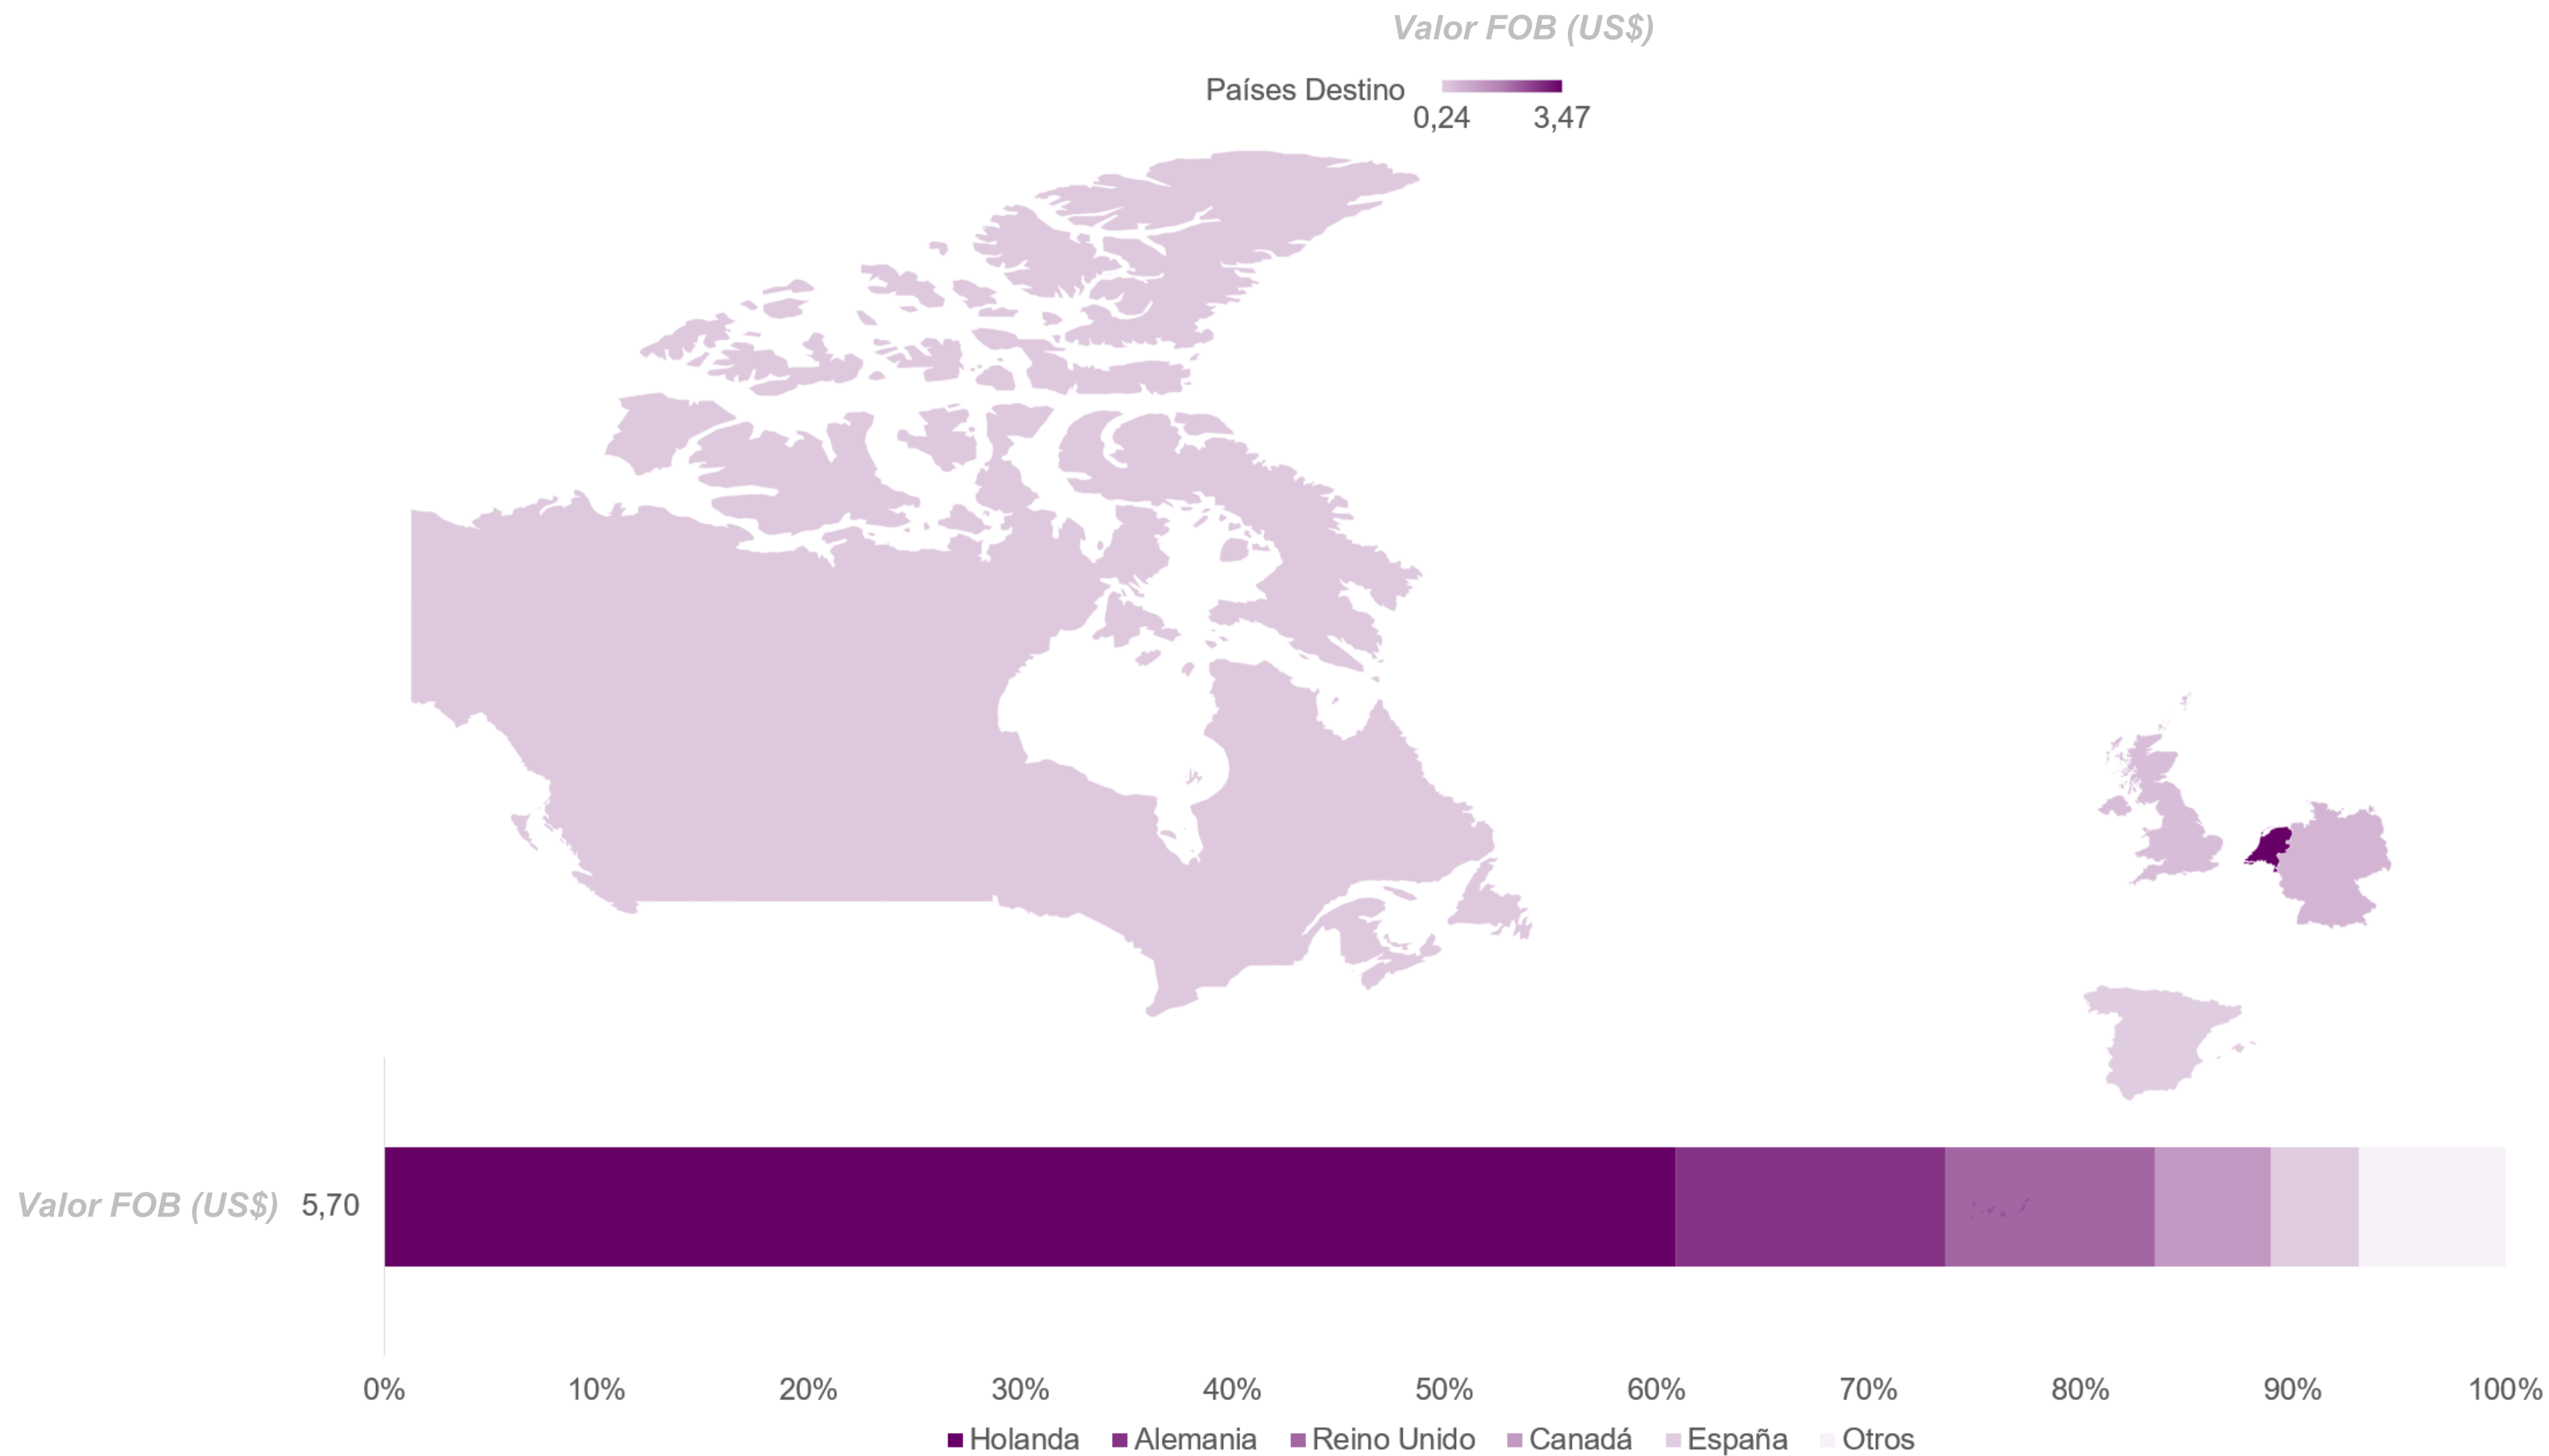 Valor FOB (US$)
Países Destino
0,24 3,47
Valor FOB (US$) 5,70
0% 10% 20% 30% 40% 50% 60% 70% 80% 90% 100%
Holanda Alemania Reino Unido Canadá España Otros